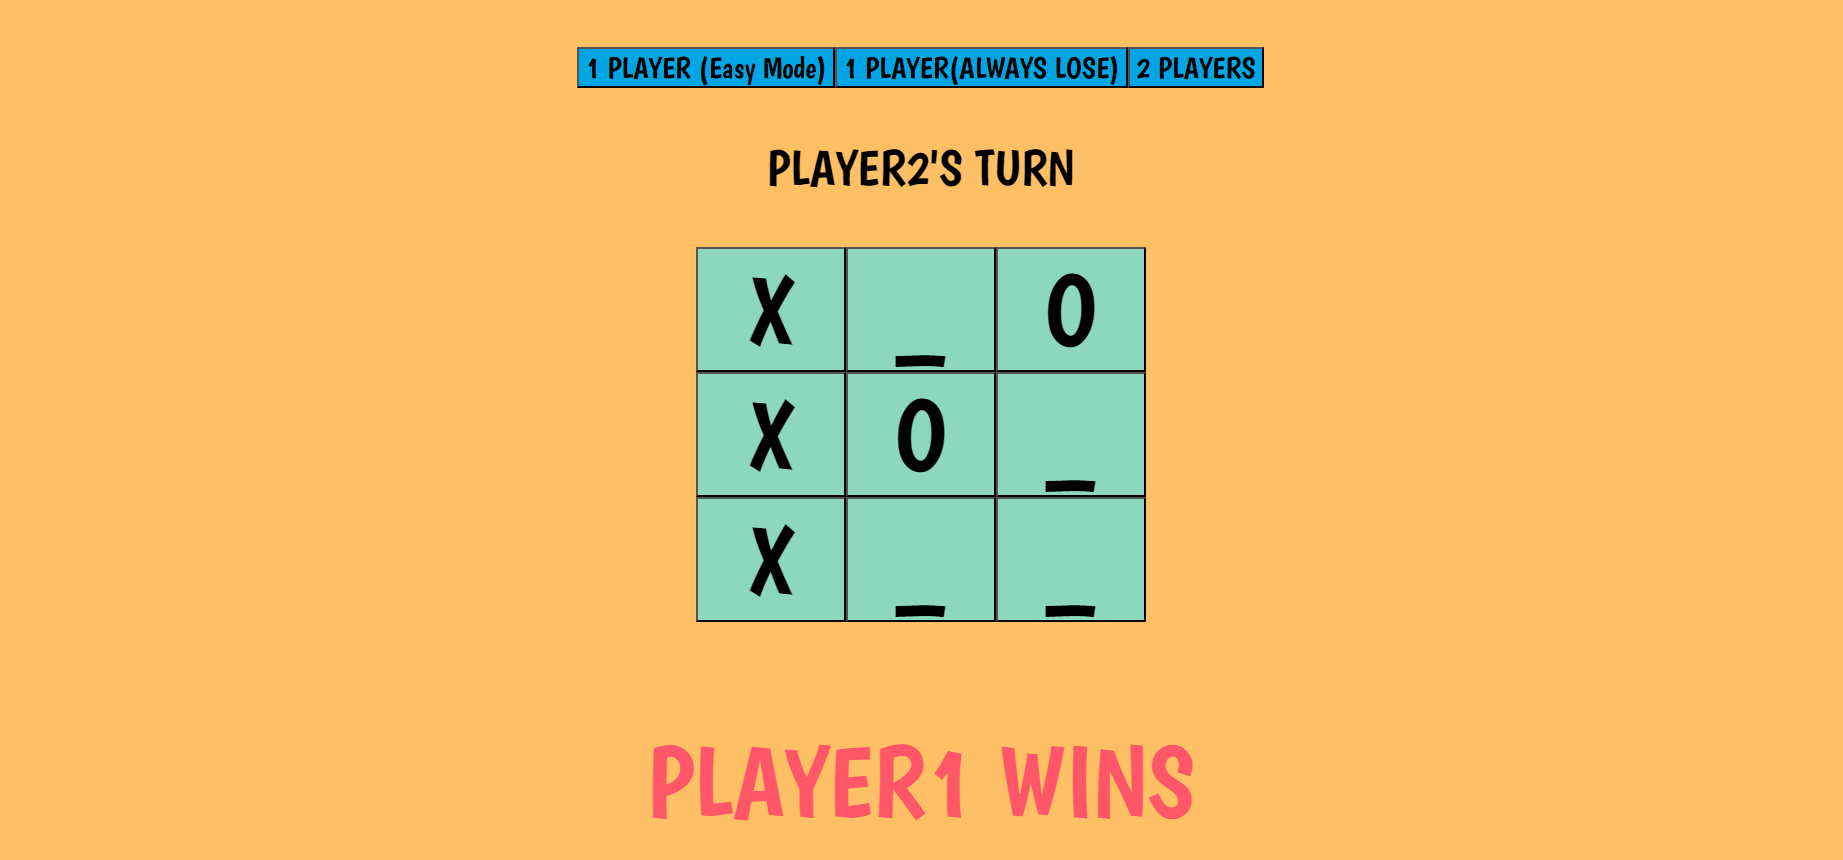 1 PLAYER (Easy Mode) 1 PLAYER(ALWAYS LOSE) 2 PLAYERS
PLAYER2'S TURN
X _ O
X O _
X _ _
PLAYER1 WINS